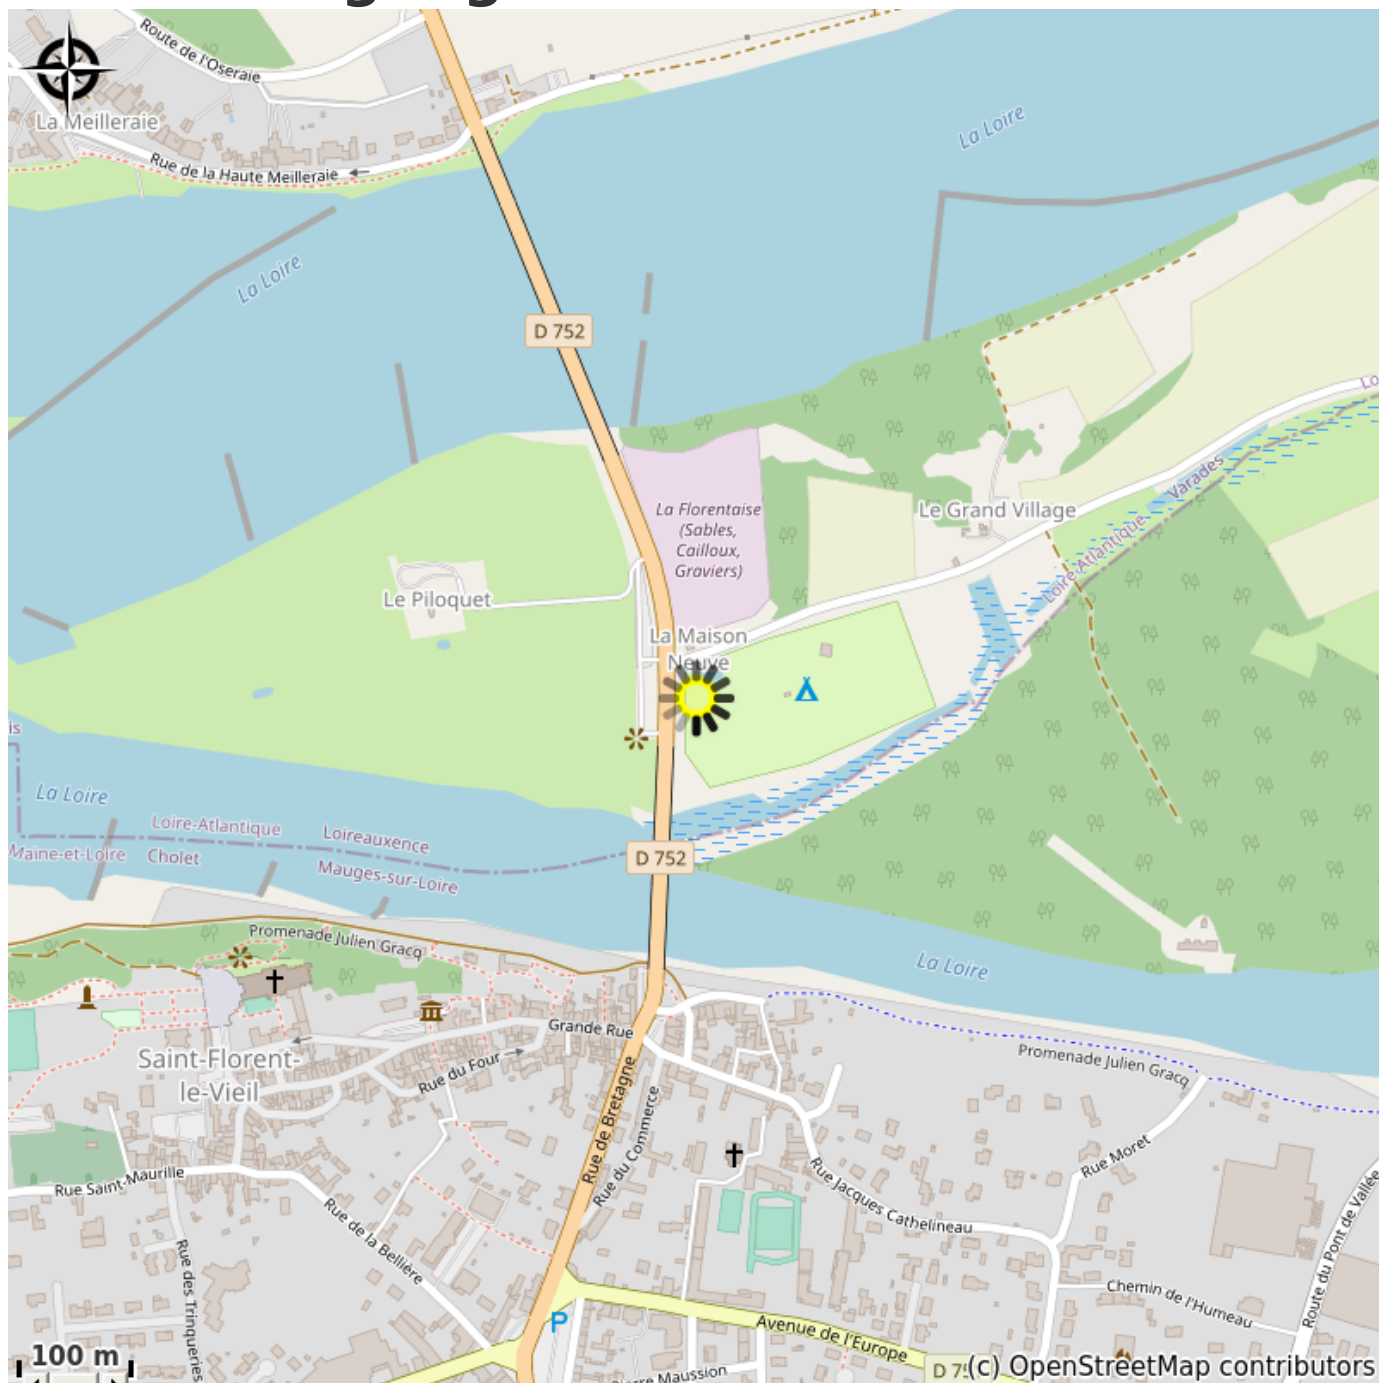 Route de l'Oseraie
La Meilleraie
Rue de la Haute Meilleraie
La Loire
La Loire
D 752
Lo
Varades
Loire-Atlantique
La Florentaise
(Sables,
Cailloux,
Graviers)
Le Grand Village
Le Piloquet
La Maison
Neuve
is
La Loire
Loire-Atlantique
Loireauxence
Maine-et-Loire
Cholet
Mauges-sur-Loire
D 752
Promenade Julien Gracq
La Loire
Grande Rue
Saint-Florent-
le-Vieil
Rue du Four
Rue de Bretagne
Rue du Commerce
Promenade Julien Gracq
Rue Moret
Rue Saint-Maurille
Rue Jacques Cathelineau
Rue de la Bellière
Rue des Trinqueries
Route du Pont de Vallée
Chemin de l'Humeau
P
Avenue de l'Europe
100 m
D 75
(c) OpenStreetMap contributors
Pierre Maussion